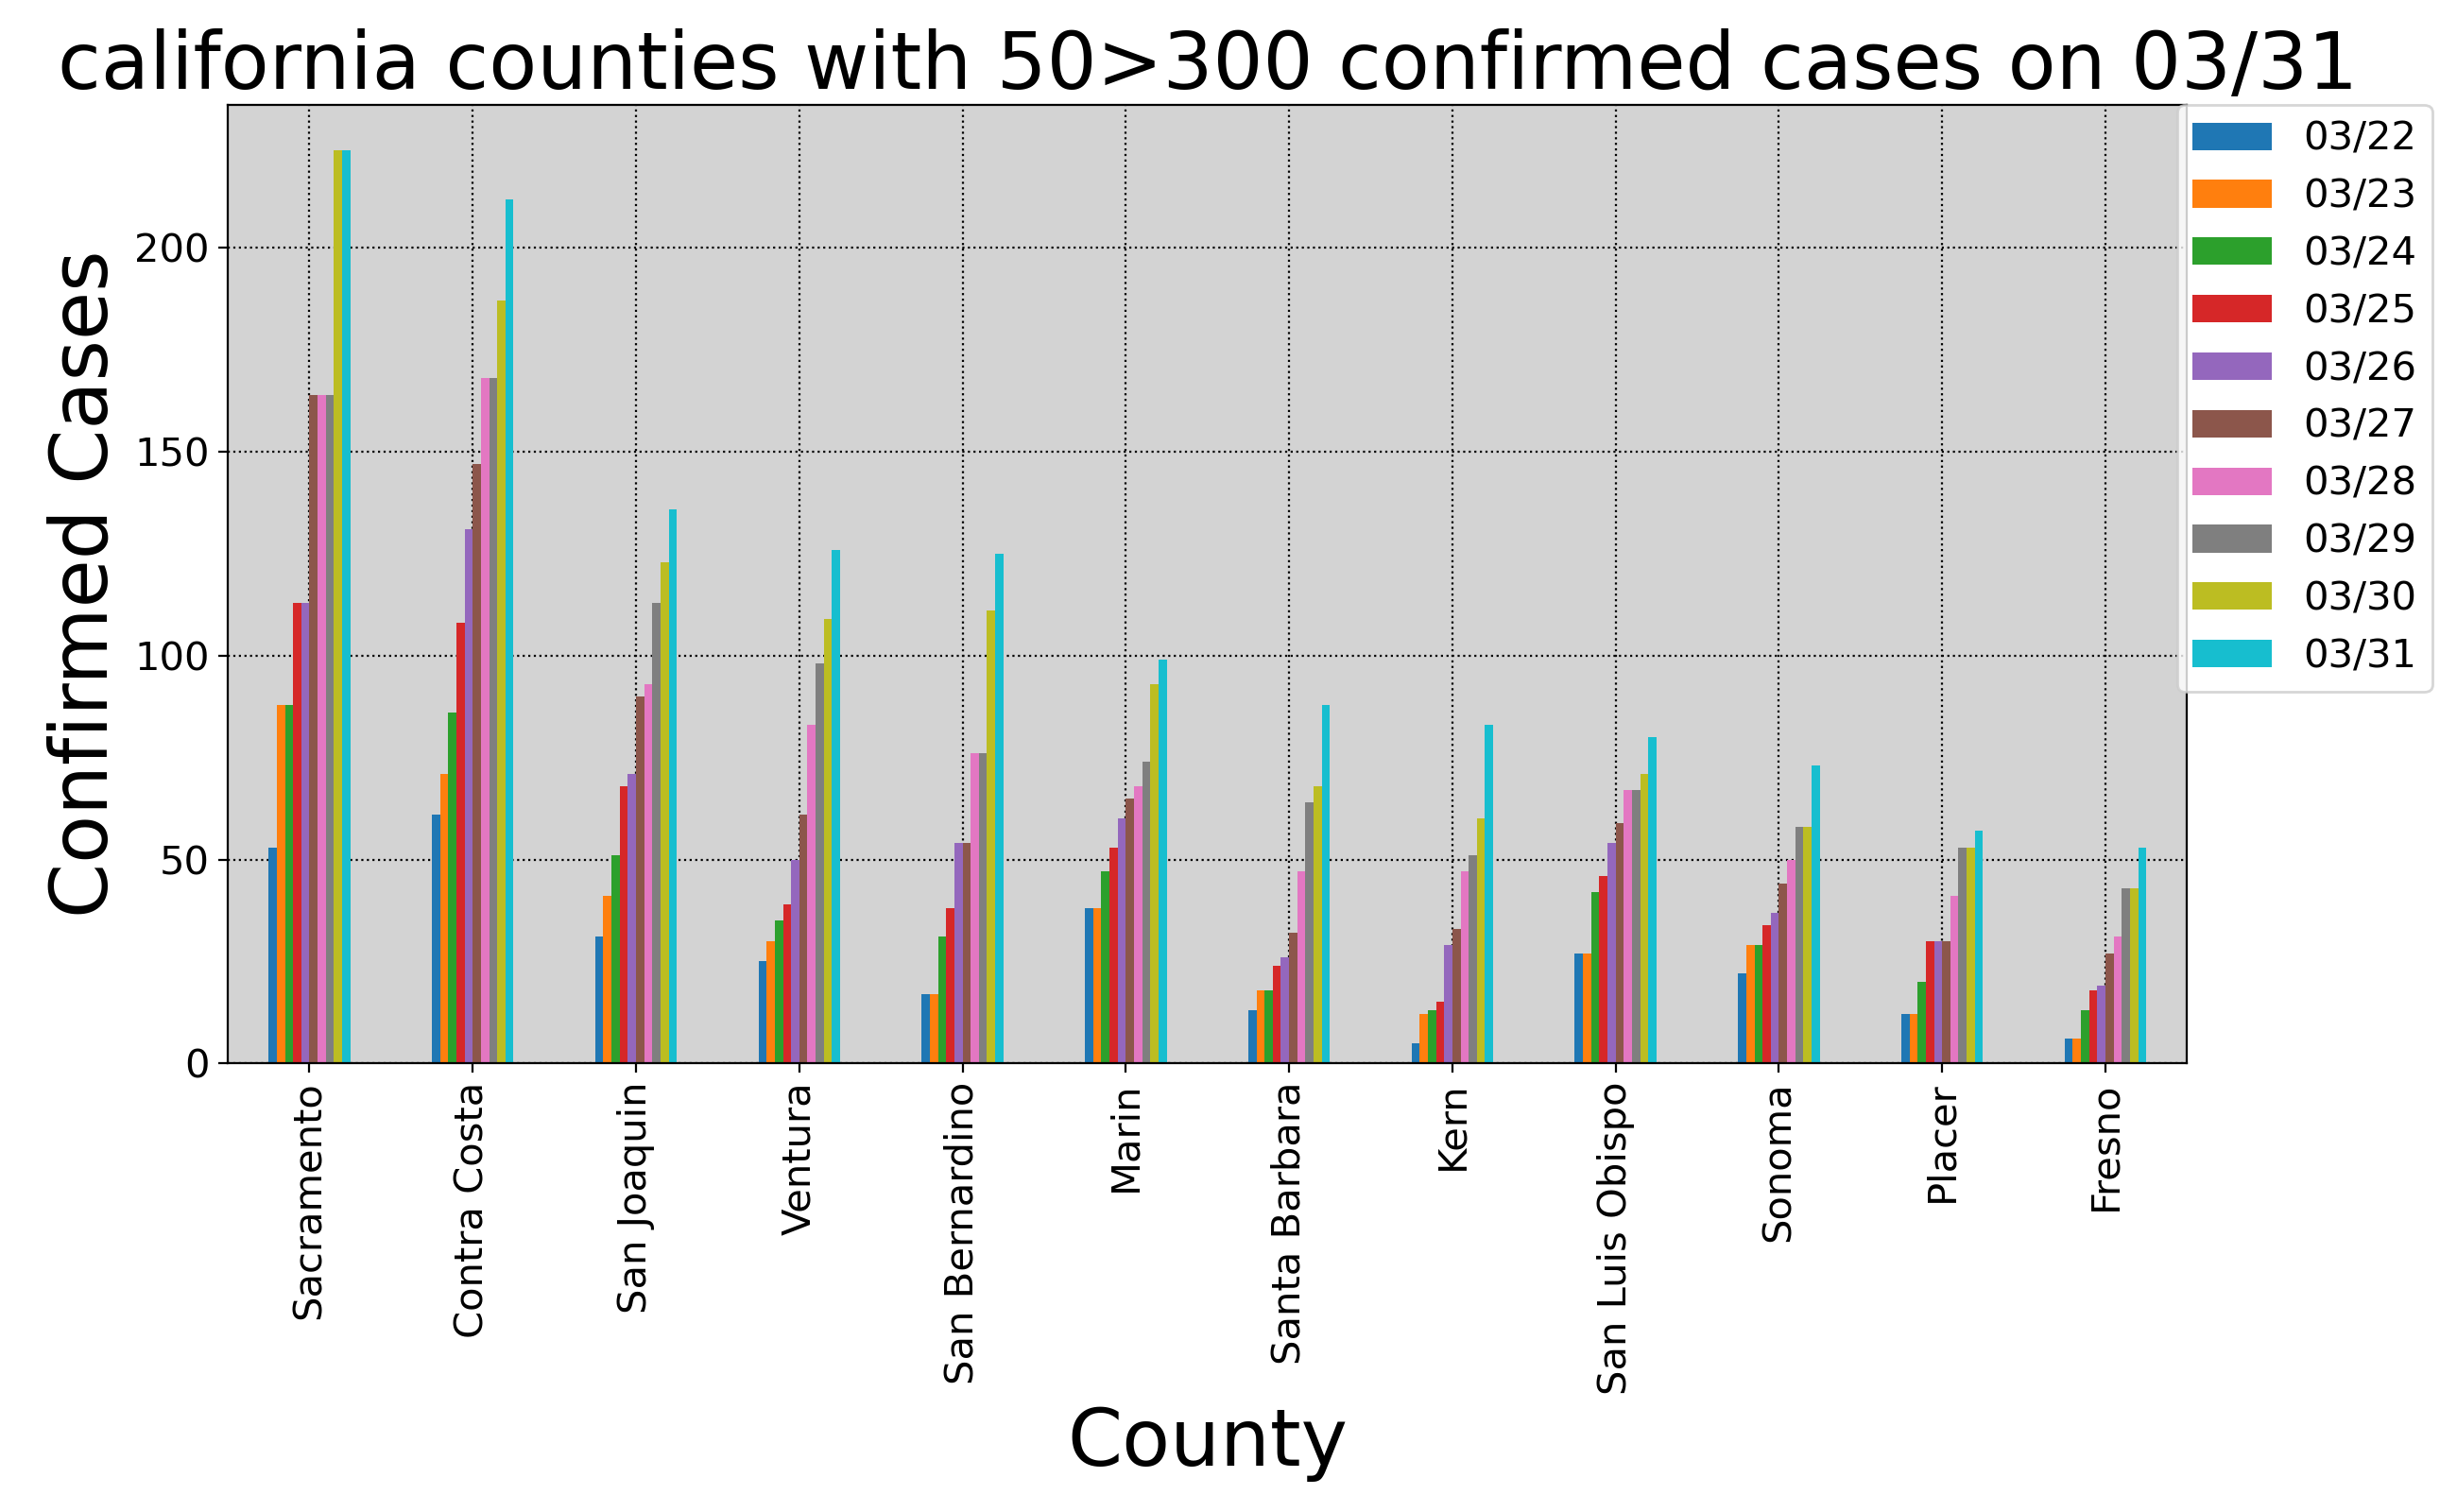 california counties with 50>300 confirmed cases on 03/31
Confirmed Cases
200
150
100
50
0
03/22
03/23
03/24
03/25
03/26
03/27
03/28
03/29
03/30
03/31
Sacramento
Contra Costa
San Joaquin
Ventura
San Bernardino
Marin
Santa Barbara
Kern
San Luis Obispo
Sonoma
Placer
Fresno
County